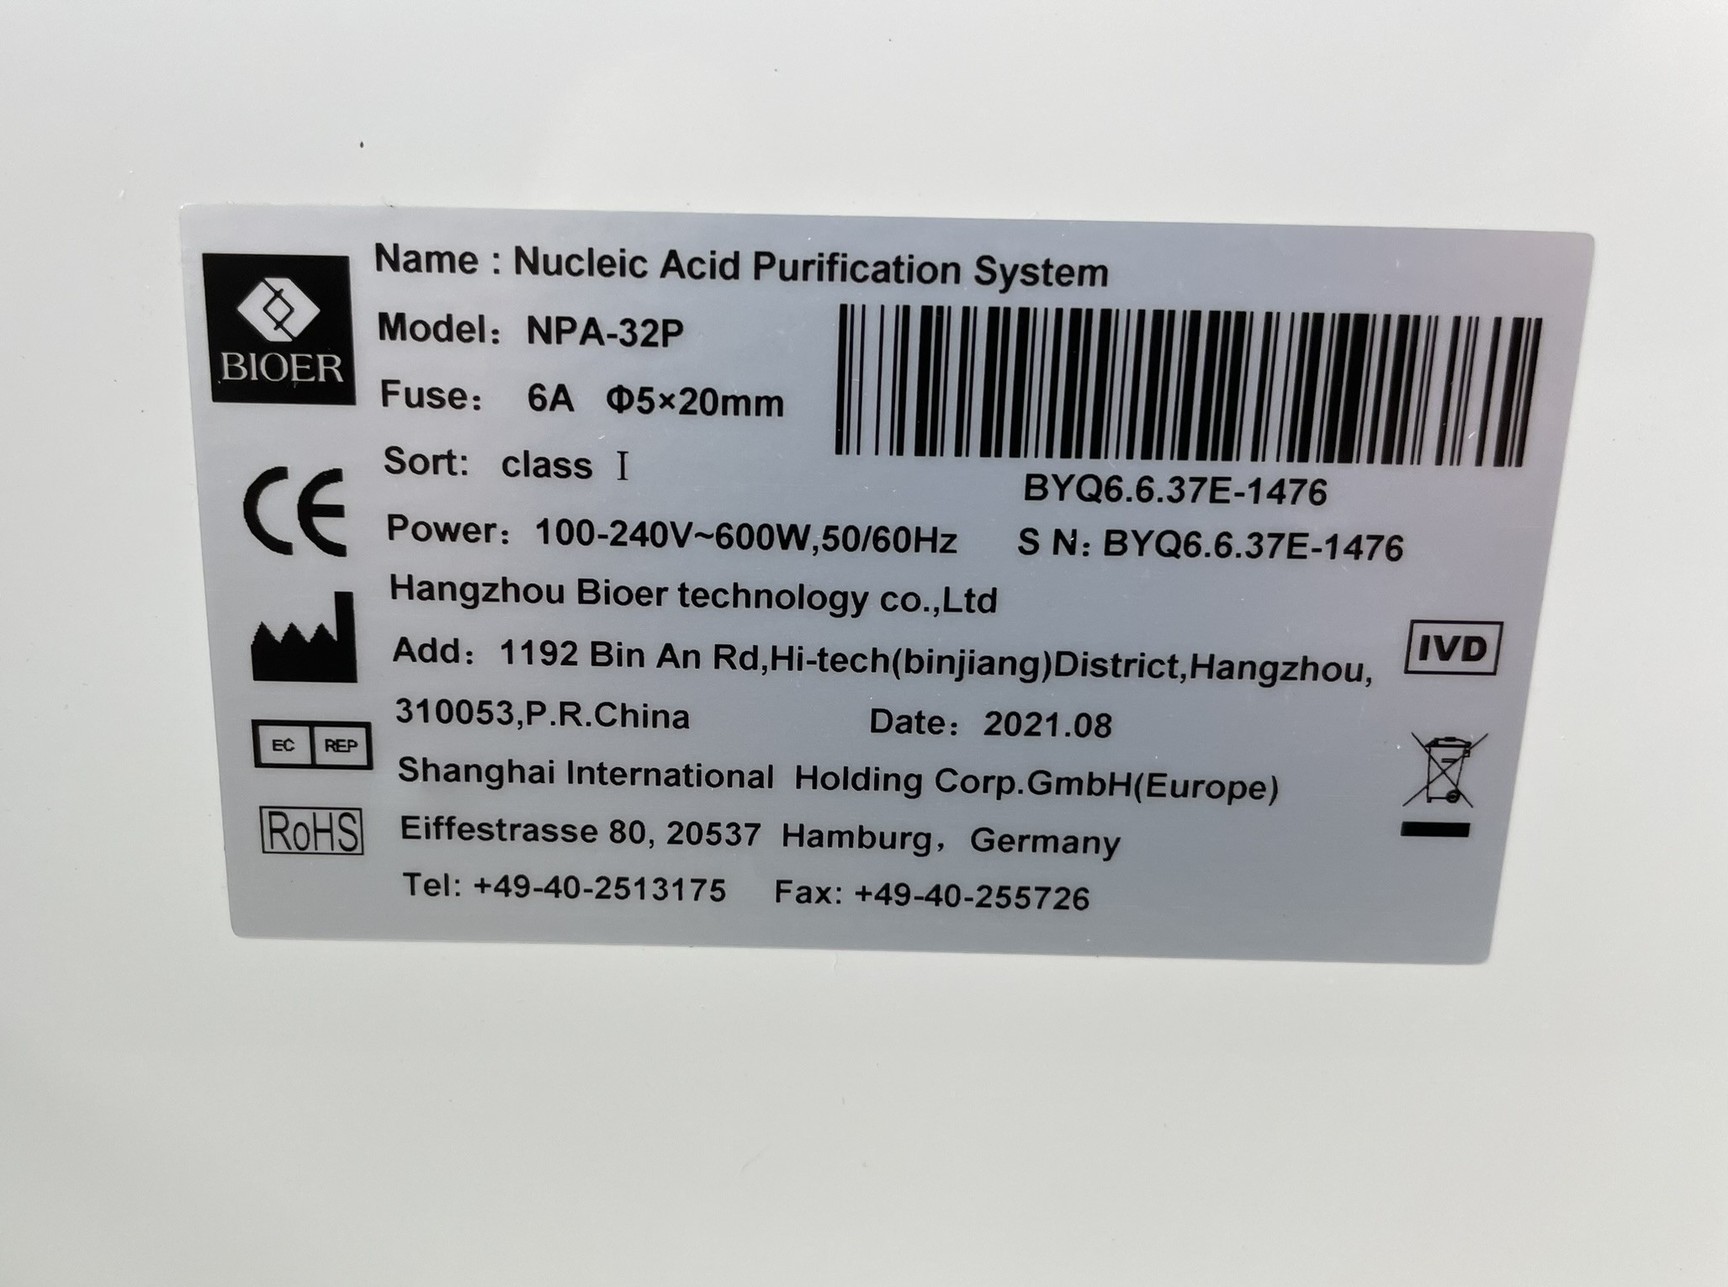 BIOER
Name : Nucleic Acid Purification System
Model: NPA-32P
Fuse: 6A Φ5×20mm
Sort: class I
BYQ6.6.37E-1476
Power: 100-240V~600W,50/60Hz S N: BYQ6.6.37E-1476
CE
Hangzhou Bioer technology co.,Ltd
Add: 1192 Bin An Rd,Hi-tech(binjiang)District,Hangzhou,
IVD
310053,P.R.China Date: 2021.08
EC REP
Shanghai International Holding Corp.GmbH(Europe)
RoHS
Eiffestrasse 80, 20537 Hamburg, Germany
Tel: +49-40-2513175 Fax: +49-40-255726